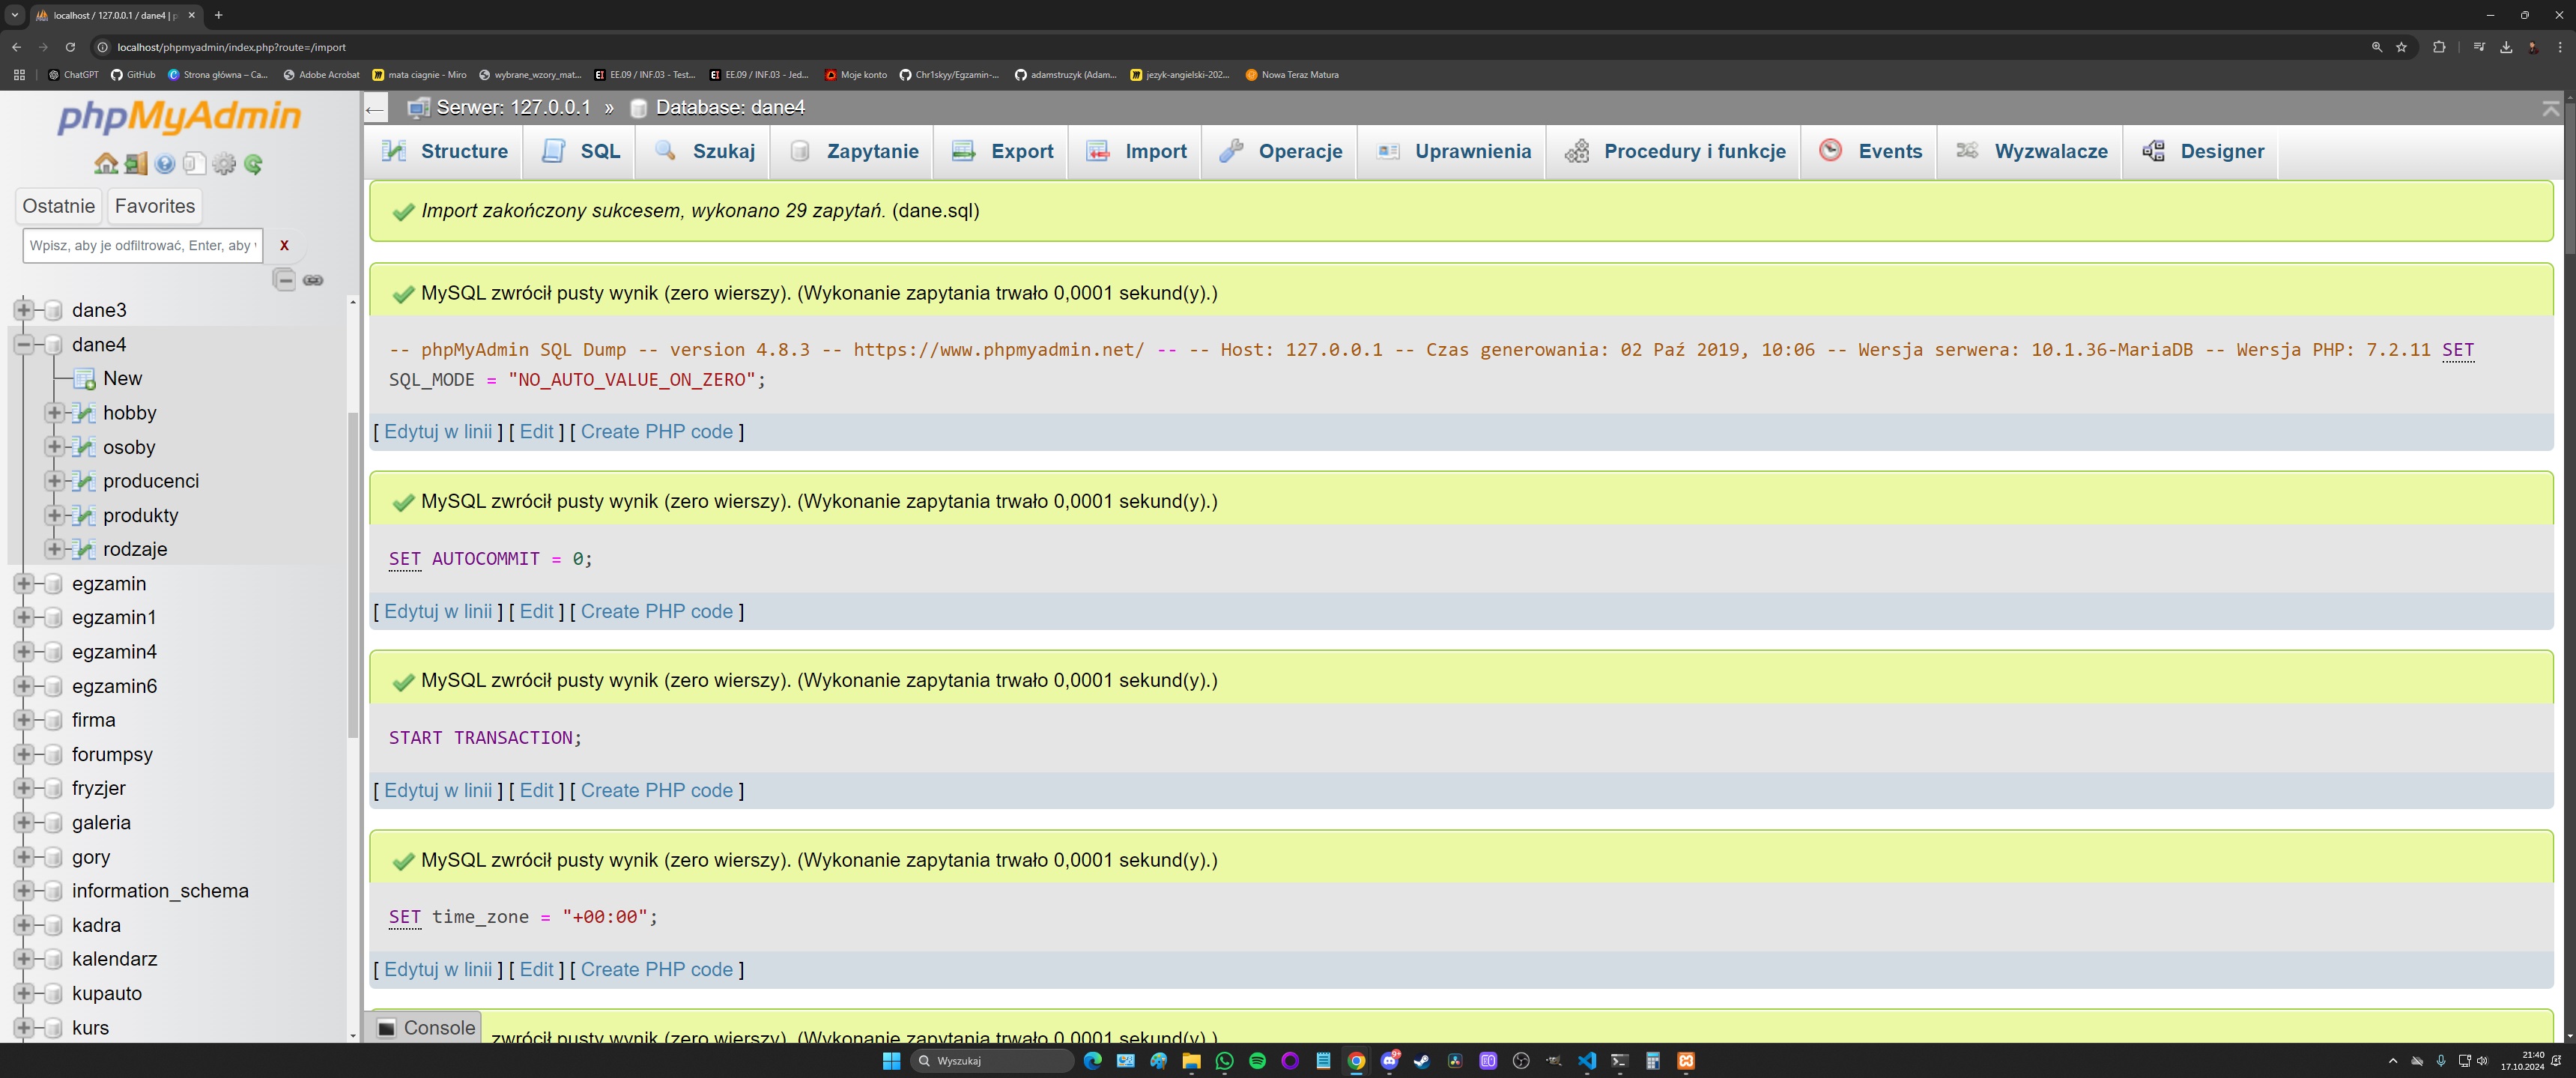 localhost / 127.0.0.1 / dane4 | p
localhost/phpmyadmin/index.php?route=/import
ChatGPT
GitHub
Strona główna – Ca...
Adobe Acrobat
mata ciagnie - Miro
wybrane_wzory_mat...
EE.09 / INF.03 - Test...
EE.09 / INF.03 - Jed...
Moje konto
Chr1skyy/Egzamin-...
adamstruzyk (Adam...
jezyk-angielski-202...
Nowa Teraz Matura
phpMyAdmin
Ostatnie
Favorites
Wpisz, aby je odfiltrować, Enter, aby
X
dane3
dane4
New
hobby
osoby
producenci
produkty
rodzaje
egzamin
egzamin1
egzamin4
egzamin6
firma
forumpsy
fryzjer
galeria
gory
information_schema
kadra
kalendarz
kupauto
kurs
Serwer: 127.0.0.1 » Database: dane4
Structure
SQL
Szukaj
Zapytanie
Export
Import
Operacje
Uprawnienia
Procedury i funkcje
Events
Wyzwalacze
Designer
Import zakończony sukcesem, wykonano 29 zapytań. (dane.sql)
MySQL zwrócił pusty wynik (zero wierszy). (Wykonanie zapytania trwało 0,0001 sekund(y).)
-- phpMyAdmin SQL Dump -- version 4.8.3 -- https://www.phpmyadmin.net/ -- -- Host: 127.0.0.1 -- Czas generowania: 02 Paź 2019, 10:06 -- Wersja serwera: 10.1.36-MariaDB -- Wersja PHP: 7.2.11 SET
SQL_MODE = "NO_AUTO_VALUE_ON_ZERO";
[ Edytuj w linii ] [ Edit ] [ Create PHP code ]
MySQL zwrócił pusty wynik (zero wierszy). (Wykonanie zapytania trwało 0,0001 sekund(y).)
SET AUTOCOMMIT = 0;
[ Edytuj w linii ] [ Edit ] [ Create PHP code ]
MySQL zwrócił pusty wynik (zero wierszy). (Wykonanie zapytania trwało 0,0001 sekund(y).)
START TRANSACTION;
[ Edytuj w linii ] [ Edit ] [ Create PHP code ]
MySQL zwrócił pusty wynik (zero wierszy). (Wykonanie zapytania trwało 0,0001 sekund(y).)
SET time_zone = "+00:00";
[ Edytuj w linii ] [ Edit ] [ Create PHP code ]
zwrócił pusty wynik (zero wierszy). (Wykonanie zapytania trwało 0,0001 sekund(y).)
Console
Wyszukaj
21:40
17.10.2024